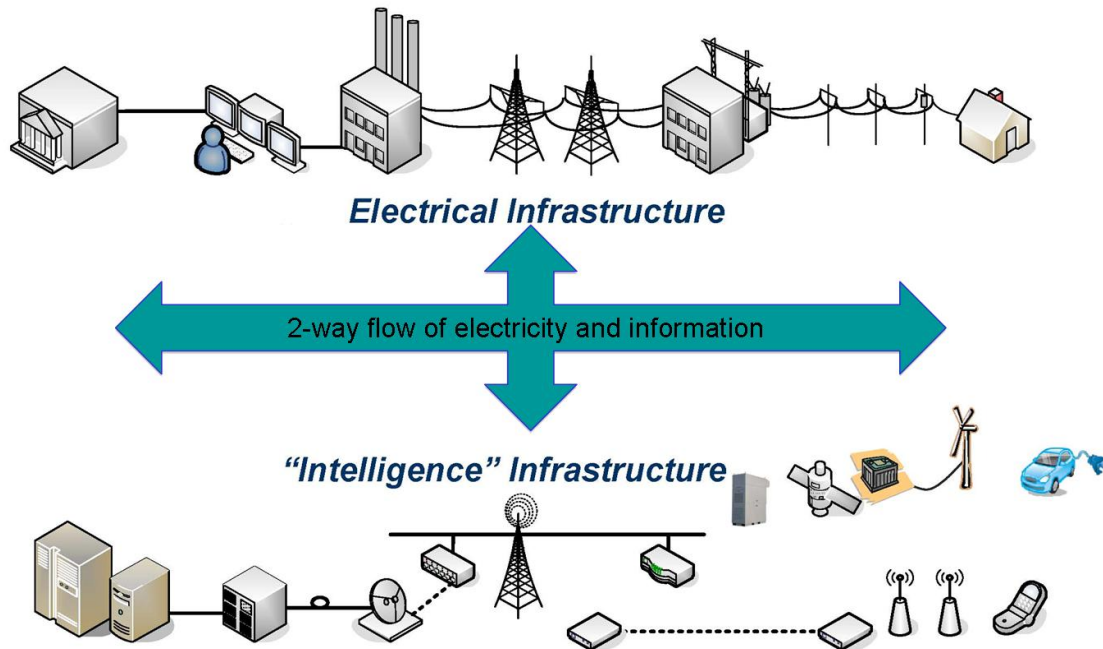 Electrical Infrastructure
2-way flow of electricity and information
“Intelligence” Infrastructure